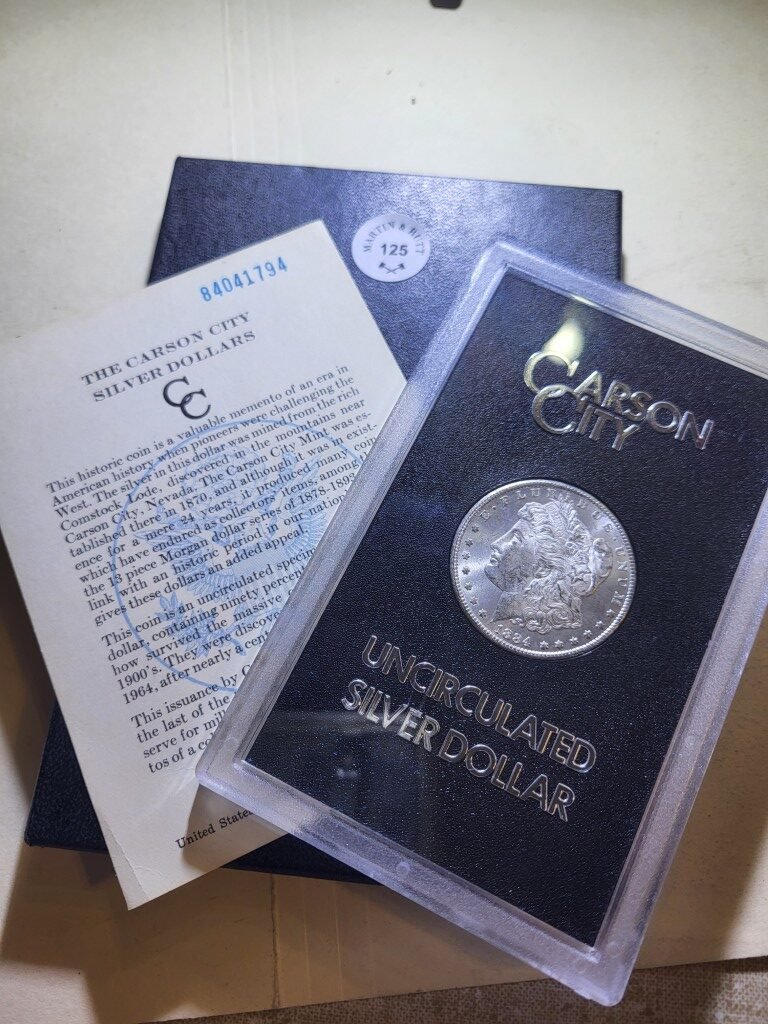 MARTIN & BUTT
125
84041794
THE CARSON CITY
SILVER DOLLARS
CC
This historic coin is a valuable memento of an era in
American history when pioneers were challenging the
West. The silver in this dollar was mined from the rich
Comstock Lode, discovered in the mountains near
Carson City, Nevada. The Carson City Mint was es-
tablished there in 1870, and although it was in exist-
ence for a mere 24 years, it produced many coin
which have endured as collectors' items, among
the 13 piece Morgan dollar series of 1878-1893
link with an historic period in our nation
gives these dollars an added appeal
This coin is an uncirculated specim
dollar, containing ninety percent
how survived the massive
1900's. They were discove
1964, after nearly a cent
This issuance by
the last of the
serve for mil
tos of a co
United State
CARSON
CITY
E PLURIBUS UNUM
1884
UNCIRCULATED
SILVER DOLLAR